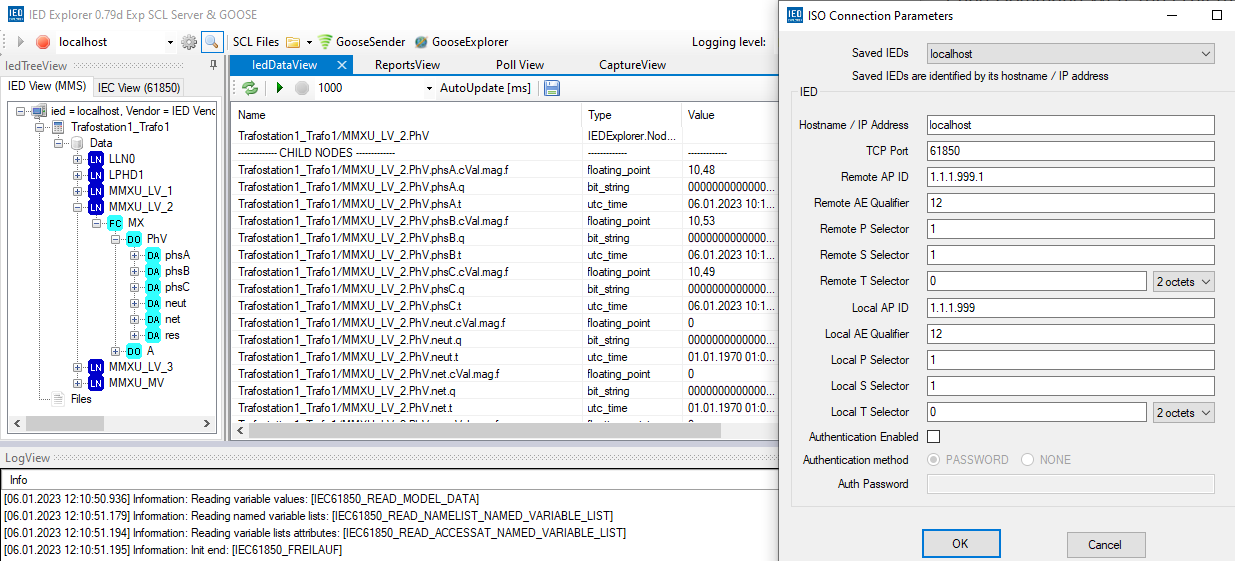 IED Explorer 0.79d Exp SCL Server & GOOSE
localhost
SCL Files
GooseSender
GooseExplorer
Logging level:
IedTreeView
IED View (MMS)
IEC View (61850)
ied = localhost, Vendor = IED Venc
Trafostation1_Trafo1
Data
LN LLN0
LN LPHD1
LN MMXU_LV_1
LN MMXU_LV_2
FC MX
DO PhV
DA phsA
DA phsB
DA phsC
DA neut
DA net
DA res
DO A
LN MMXU_LV_3
LN MMXU_MV
Files
IedDataView
ReportsView
Poll View
CaptureView
1000
AutoUpdate [ms]
Name Type Value
Trafostation1_Trafo1/MMXU_LV_2.PhV IEDExplorer.Nod...
------------ CHILD NODES ------------ ------------ ------------
Trafostation1_Trafo1/MMXU_LV_2.PhV.phsA.cVal.mag.f floating_point 10,48
Trafostation1_Trafo1/MMXU_LV_2.PhV.phsA.q bit_string 0000000000000...
Trafostation1_Trafo1/MMXU_LV_2.PhV.phsA.t utc_time 06.01.2023 10:1...
Trafostation1_Trafo1/MMXU_LV_2.PhV.phsB.cVal.mag.f floating_point 10,53
Trafostation1_Trafo1/MMXU_LV_2.PhV.phsB.q bit_string 0000000000000...
Trafostation1_Trafo1/MMXU_LV_2.PhV.phsB.t utc_time 06.01.2023 10:1...
Trafostation1_Trafo1/MMXU_LV_2.PhV.phsC.cVal.mag.f floating_point 10,49
Trafostation1_Trafo1/MMXU_LV_2.PhV.phsC.q bit_string 0000000000000...
Trafostation1_Trafo1/MMXU_LV_2.PhV.phsC.t utc_time 06.01.2023 10:1...
Trafostation1_Trafo1/MMXU_LV_2.PhV.neut.cVal.mag.f floating_point 0
Trafostation1_Trafo1/MMXU_LV_2.PhV.neut.q bit_string 0000000000000...
Trafostation1_Trafo1/MMXU_LV_2.PhV.neut.t utc_time 01.01.1970 01:0...
Trafostation1_Trafo1/MMXU_LV_2.PhV.net.cVal.mag.f floating_point 0
Trafostation1_Trafo1/MMXU_LV_2.PhV.net.q bit_string 0000000000000...
Trafostation1_Trafo1/MMXU_LV_2.PhV.net.t utc_time 01.01.1970 01:0...
LogView
Info
[06.01.2023 12:10:50.936] Information: Reading variable values: [IEC61850_READ_MODEL_DATA]
[06.01.2023 12:10:51.179] Information: Reading named variable lists: [IEC61850_READ_NAMELIST_NAMED_VARIABLE_LIST]
[06.01.2023 12:10:51.194] Information: Reading variable lists attributes: [IEC61850_READ_ACCESSAT_NAMED_VARIABLE_LIST]
[06.01.2023 12:10:51.195] Information: Init end: [IEC61850_FREILAUF]
ISO Connection Parameters
Saved IEDs localhost
Saved IEDs are identified by its hostname / IP address
IED
Hostname / IP Address localhost
TCP Port 61850
Remote AP ID 1.1.1.999.1
Remote AE Qualifier 12
Remote P Selector 1
Remote S Selector 1
Remote T Selector 0 2 octets
Local AP ID 1.1.1.999
Local AE Qualifier 12
Local P Selector 1
Local S Selector 1
Local T Selector 0 2 octets
Authentication Enabled
Authentication method PASSWORD NONE
Auth Password
OK Cancel